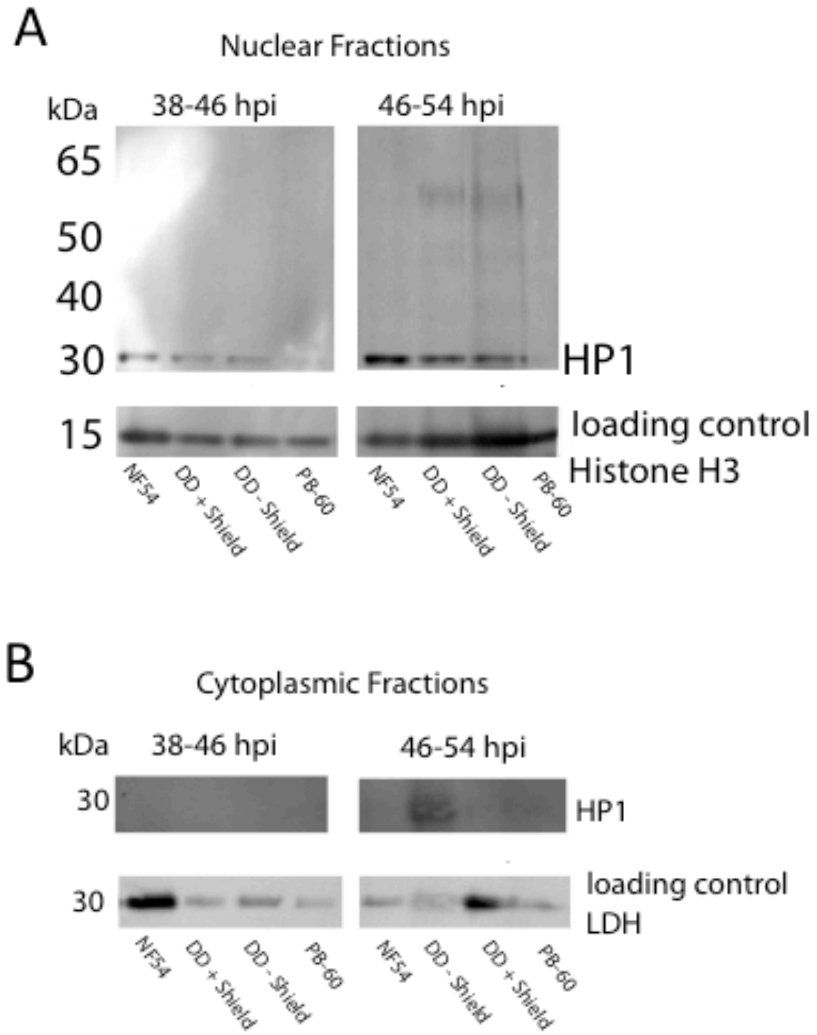 A
Nuclear Fractions
kDa 38-46 hpi 46-54 hpi
65
50
40
30 HP1
15 loading control
Histone H3
NF54 DD + Shield DD - Shield PB-60 NF54 DD + Shield DD - Shield PB-60
B
Cytoplasmic Fractions
kDa 38-46 hpi 46-54 hpi
30 HP1
30 loading control
LDH
NF54 DD + Shield DD - Shield PB-60 NF54 DD - Shield DD + Shield PB-60